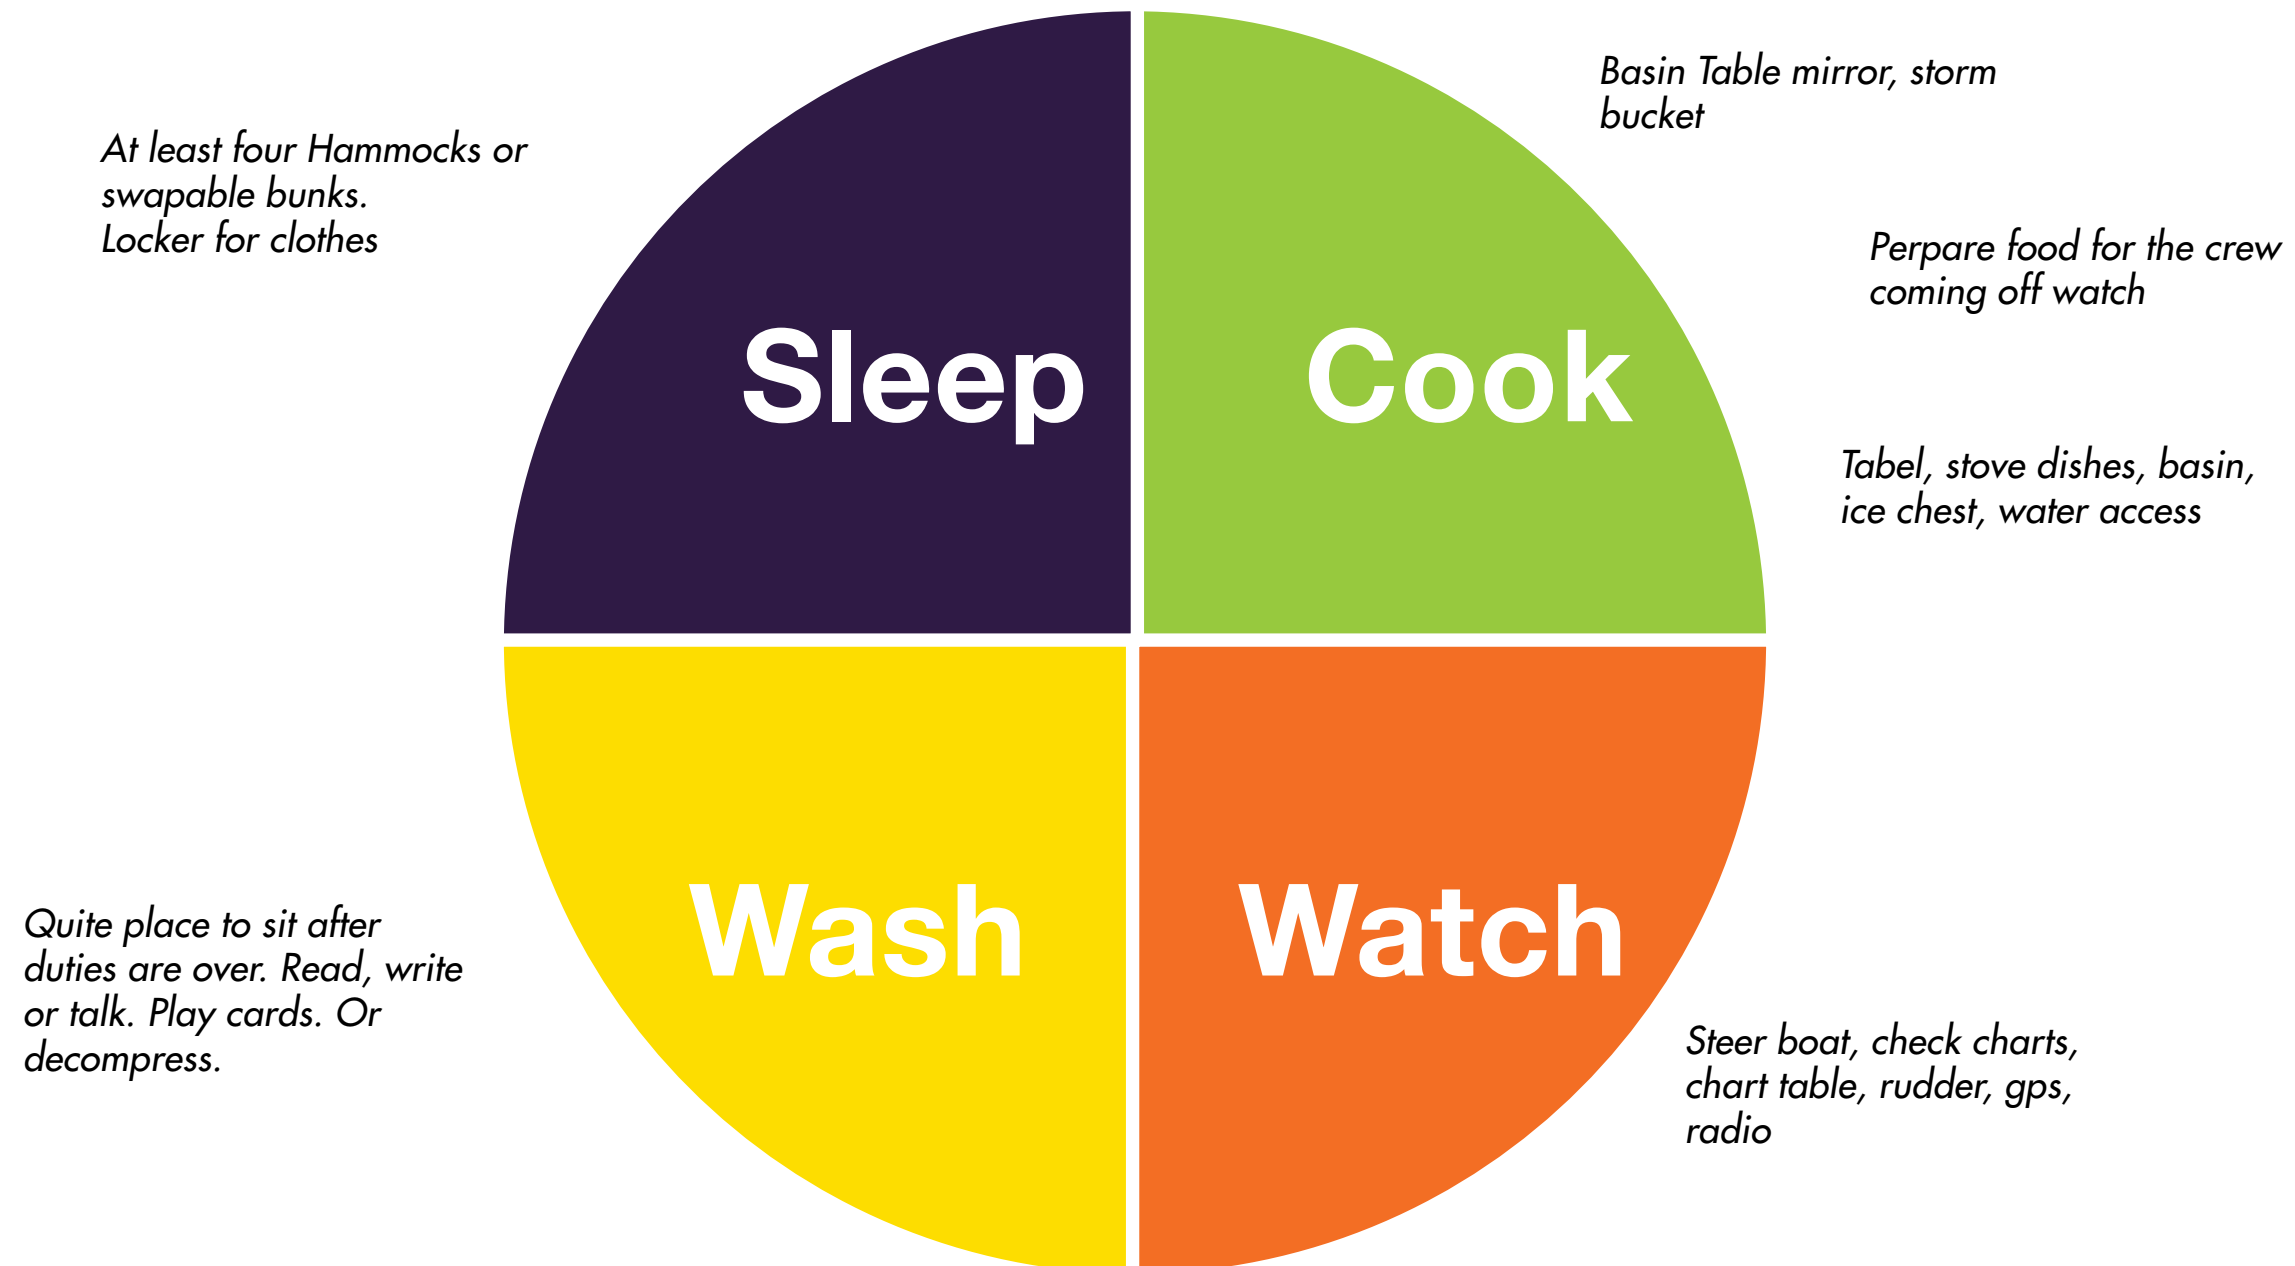 Basin Table mirror, storm
bucket
At least four Hammocks or
swapable bunks.
Locker for clothes
Perpare food for the crew
coming off watch
Sleep
Cook
Tabel, stove dishes, basin,
ice chest, water access
Wash
Watch
Quite place to sit after
duties are over. Read, write
or talk. Play cards. Or
decompress.
Steer boat, check charts,
chart table, rudder, gps,
radio